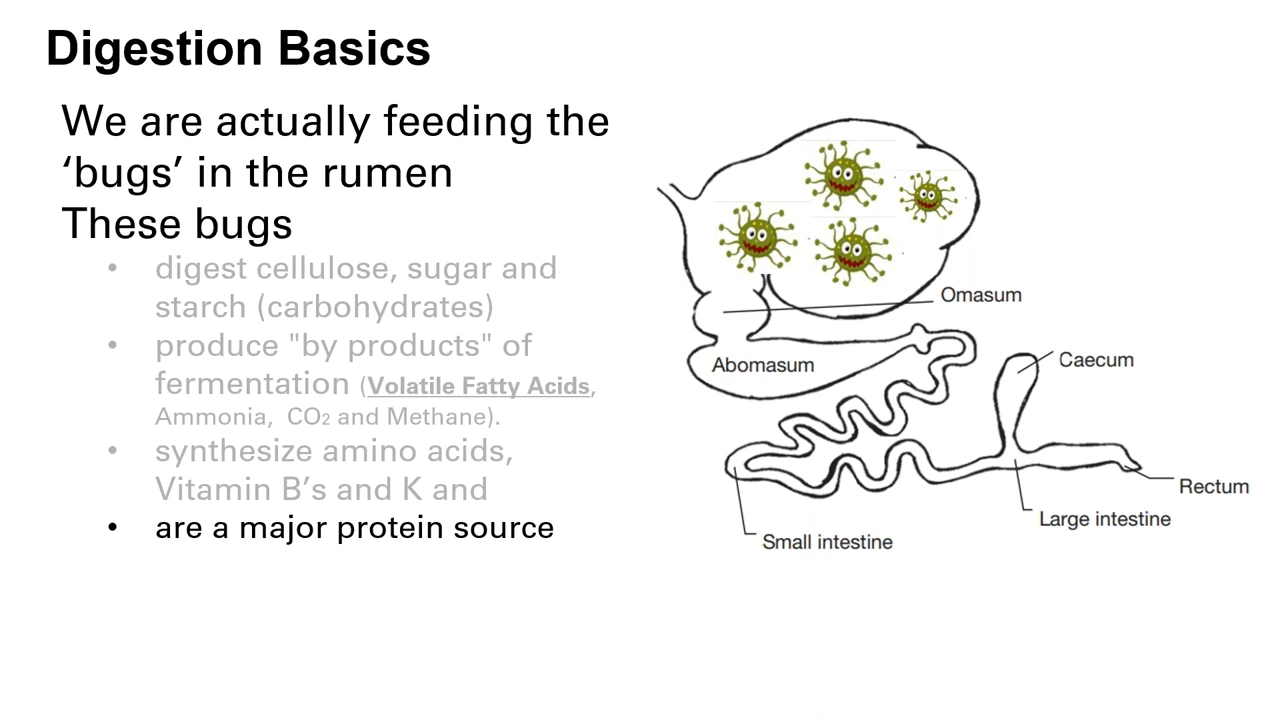 Digestion Basics
We are actually feeding the
‘bugs’ in the rumen
These bugs
• digest cellulose, sugar and
starch (carbohydrates)
• produce "by products" of
fermentation (Volatile Fatty Acids,
Ammonia, CO₂ and Methane).
• synthesize amino acids,
Vitamin B’s and K and
• are a major protein source
Omasum
Abomasum
Caecum
Rectum
Large intestine
Small intestine